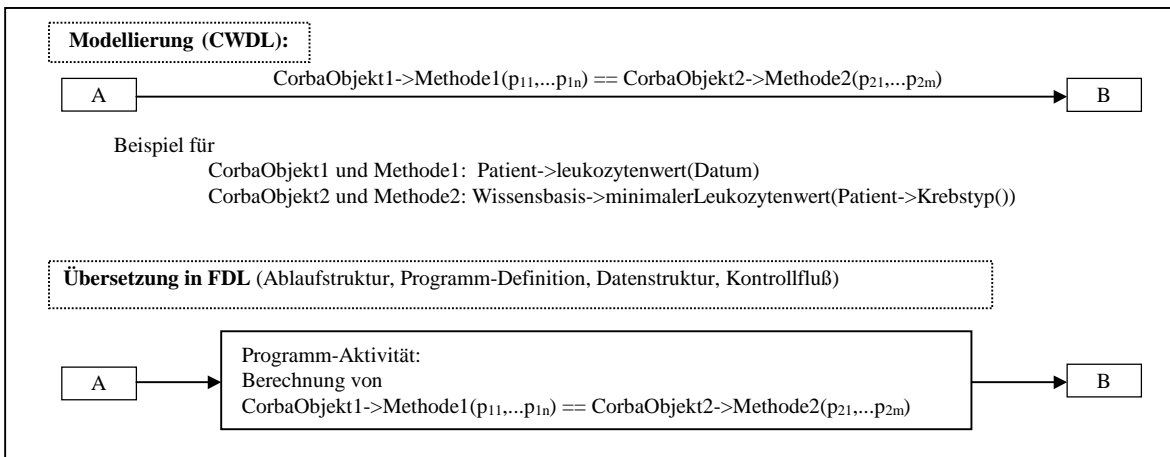 Modellierung (CWDL):
CorbaObjekt1->Methode1(p11,...p1n) == CorbaObjekt2->Methode2(p21,...p2m)
A
B
Beispiel für
CorbaObjekt1 und Methode1: Patient->leukozytenwert(Datum)
CorbaObjekt2 und Methode2: Wissensbasis->minimalerLeukozytenwert(Patient->Krebstyp())
Übersetzung in FDL (Ablaufstruktur, Programm-Definition, Datenstruktur, Kontrollfluß)
Programm-Aktivität:
A
Berechnung von
B
CorbaObjekt1->Methode1(p11,...p1n) == CorbaObjekt2->Methode2(p21,...p2m)